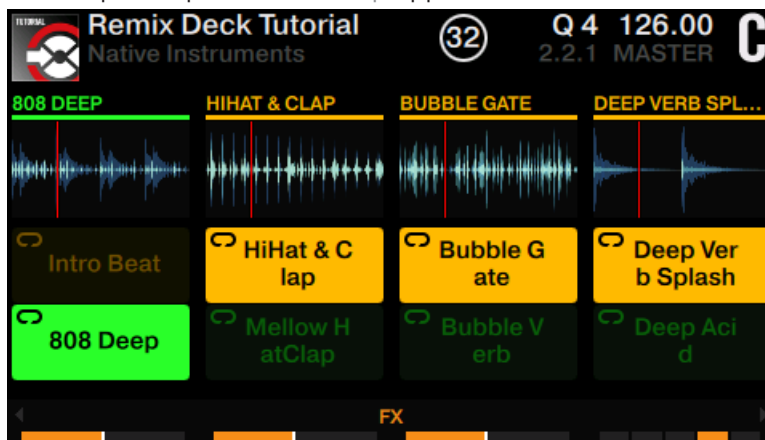 TUTORIAL
Remix Deck Tutorial
Native Instruments
32
Q 4 126.00
2.2.1 MASTER
C
808 DEEP
HIHAT & CLAP
BUBBLE GATE
DEEP VERB SPL...
Intro Beat
HiHat & C
lap
Bubble G
ate
Deep Ver
b Splash
808 Deep
Mellow H
atClap
Bubble V
erb
Deep Aci
d
FX